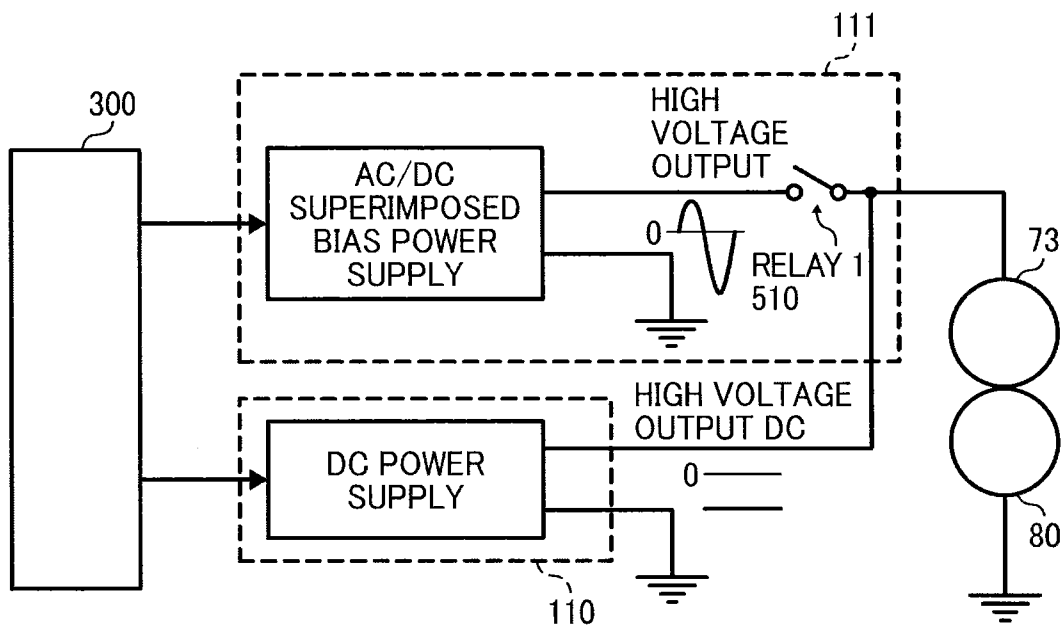 111
300
HIGH
VOLTAGE
OUTPUT
AC/DC
SUPERIMPOSED
BIAS POWER
SUPPLY
0
RELAY 1
510
73
HIGH VOLTAGE
OUTPUT DC
DC POWER
SUPPLY
0
80
110